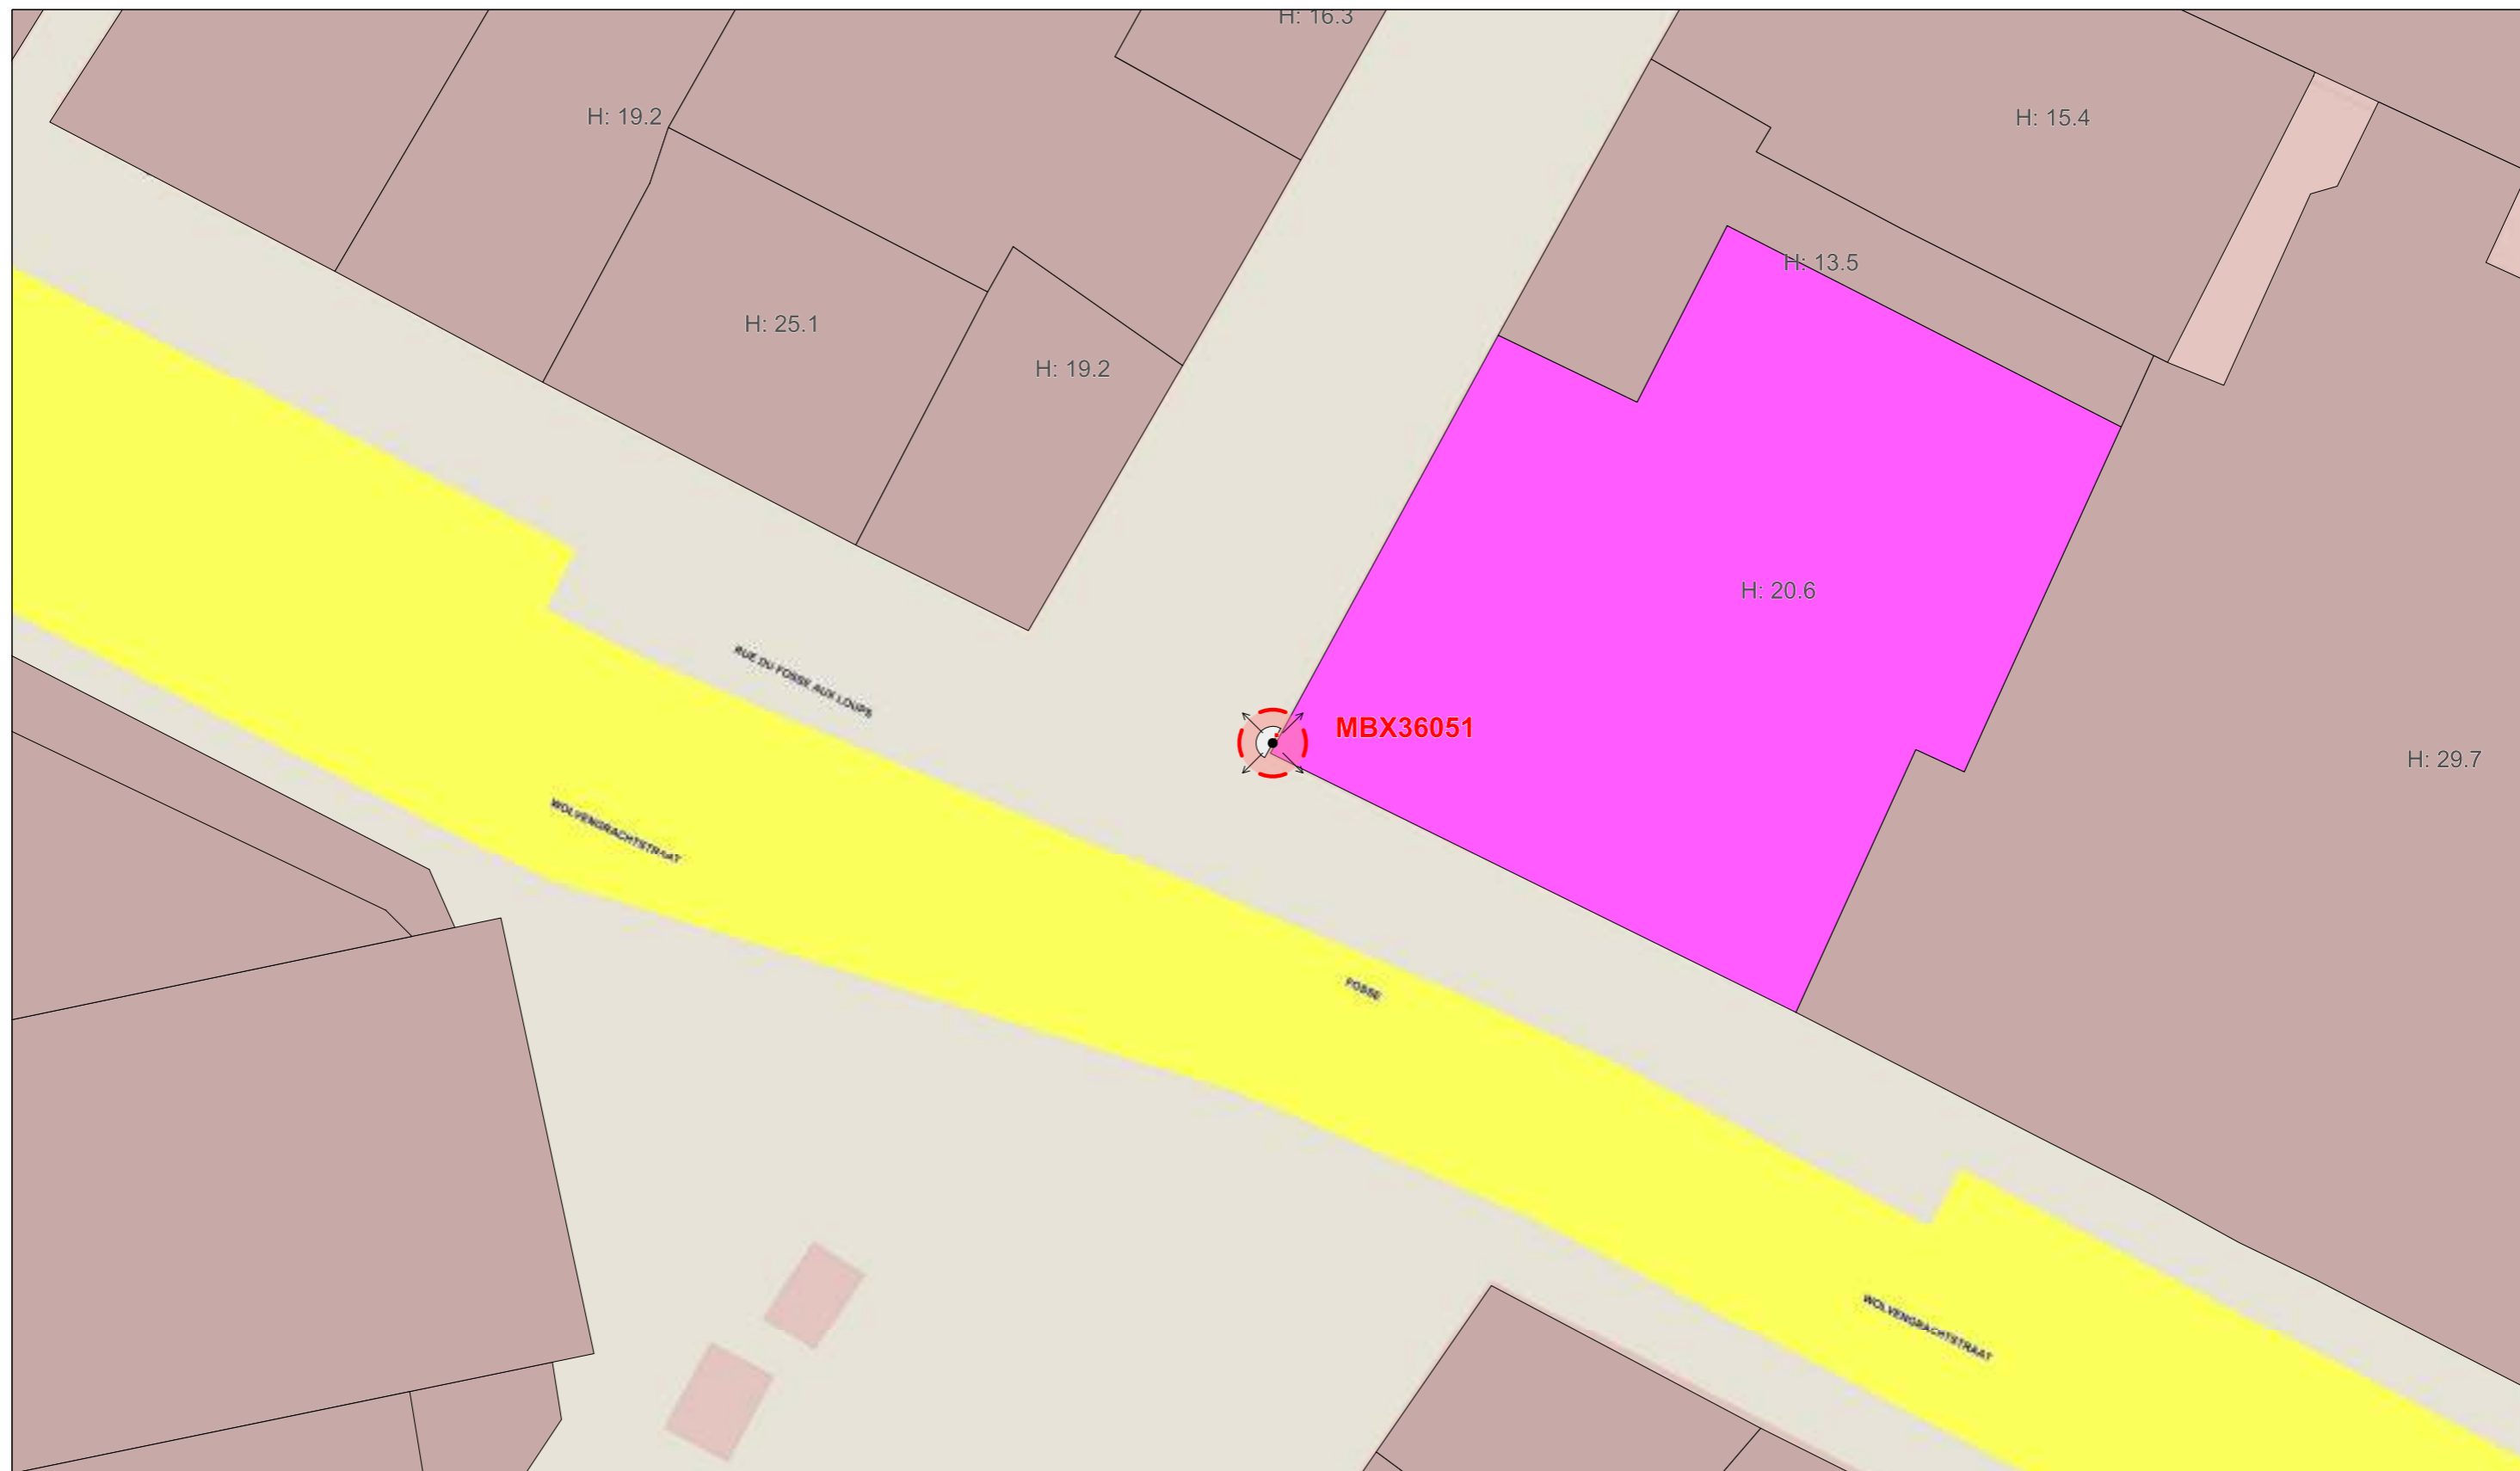 H: 16.3
H: 19.2
H: 15.4
H: 13.5
H: 25.1
H: 19.2
H: 20.6
RUE DU FOSSE AUX LOUPS
MBX36051
H: 29.7
WOLVENGRACHTSTRAAT
FOSSE
WOLVENGRACHTSTRAAT